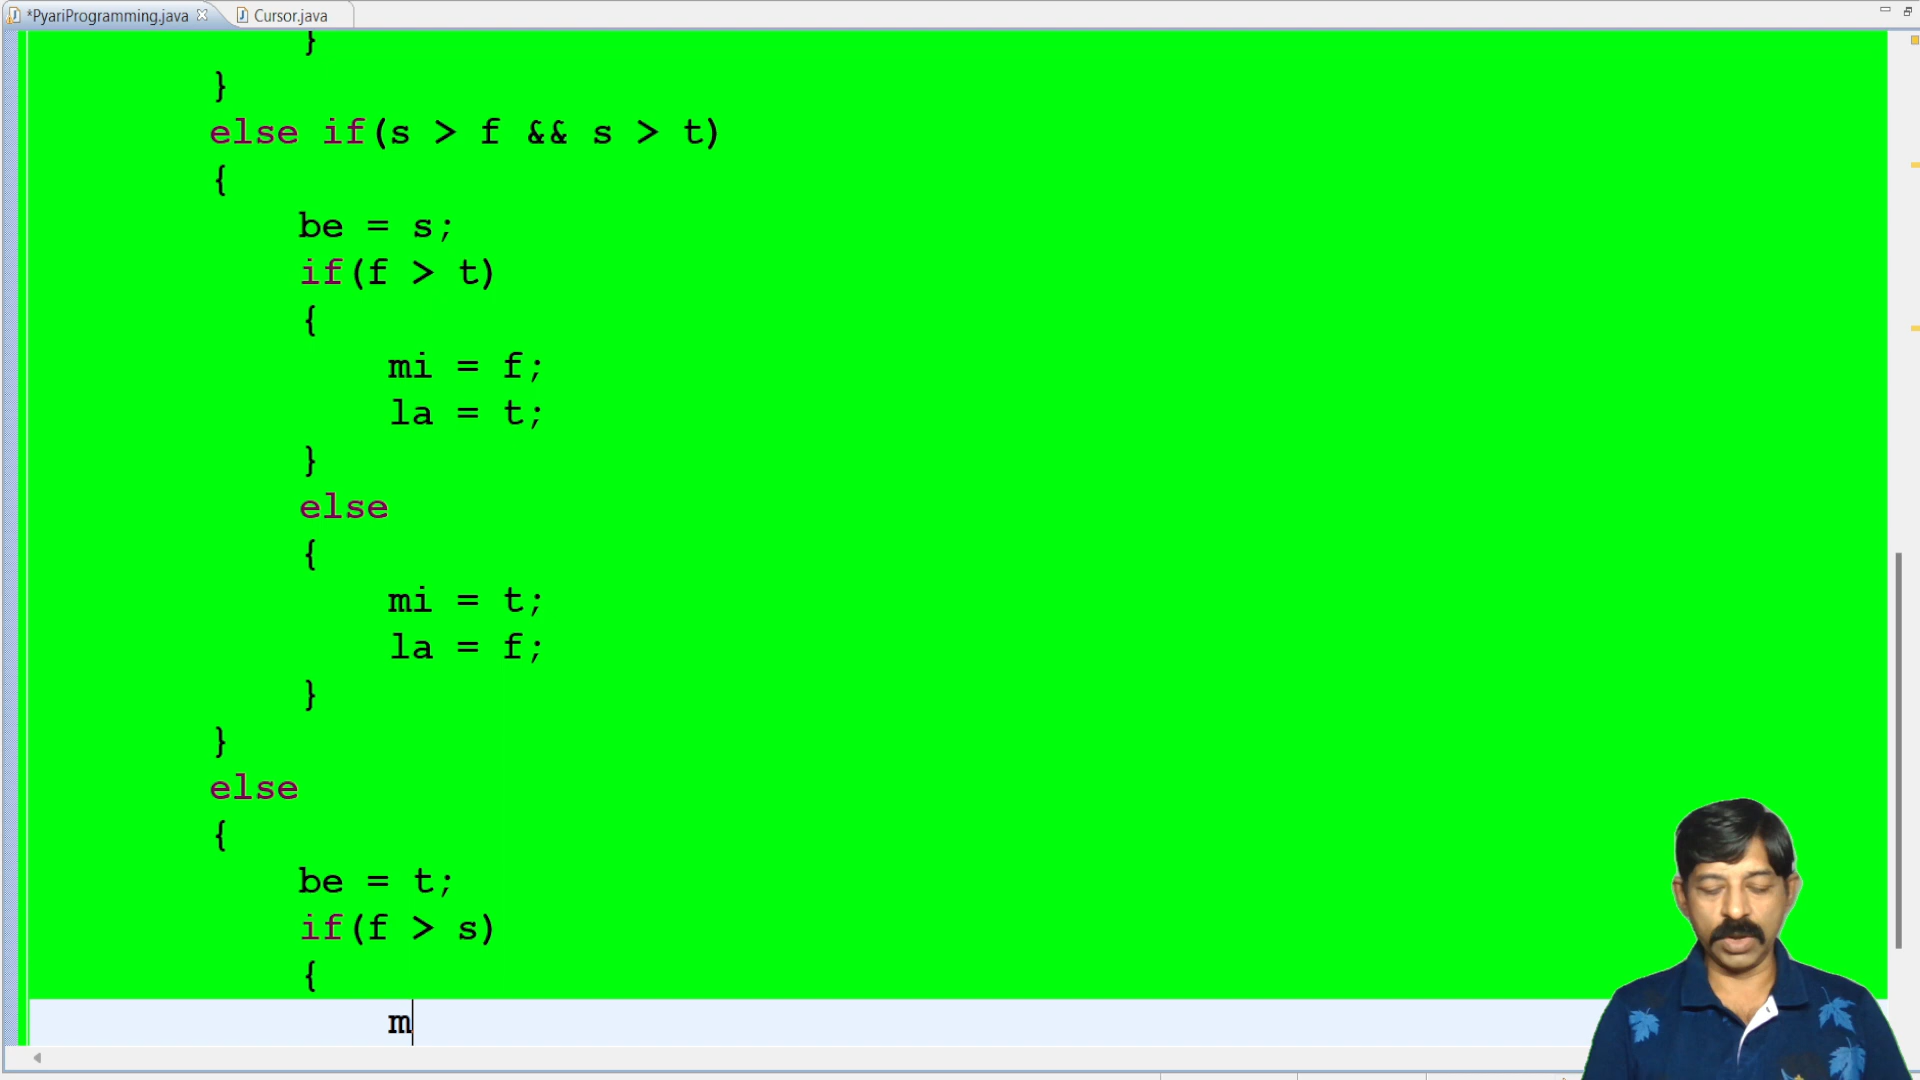 *PyariProgramming.java Cursor.java
}
}
else if(s > f && s > t)
{
be = s;
if(f > t)
{
mi = f;
la = t;
}
else
{
mi = t;
la = f;
}
}
else
{
be = t;
if(f > s)
{
m